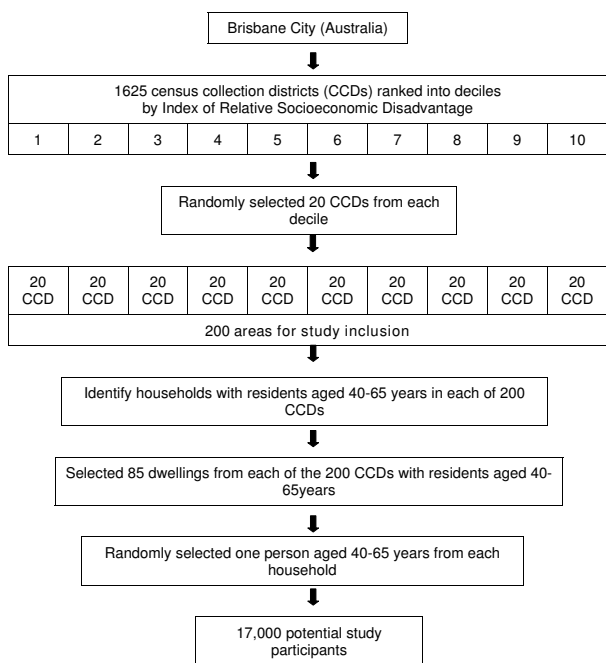 Brisbane City (Australia)
1625 census collection districts (CCDs) ranked into deciles
by Index of Relative Socioeconomic Disadvantage
1 2 3 4 5 6 7 8 9 10
Randomly selected 20 CCDs from each
decile
20 20 20 20 20 20 20 20 20 20
CCD CCD CCD CCD CCD CCD CCD CCD CCD CCD
200 areas for study inclusion
Identify households with residents aged 40-65 years in each of 200
CCDs
Selected 85 dwellings from each of the 200 CCDs with residents aged 40-
65years
Randomly selected one person aged 40-65 years from each
household
17,000 potential study
participants